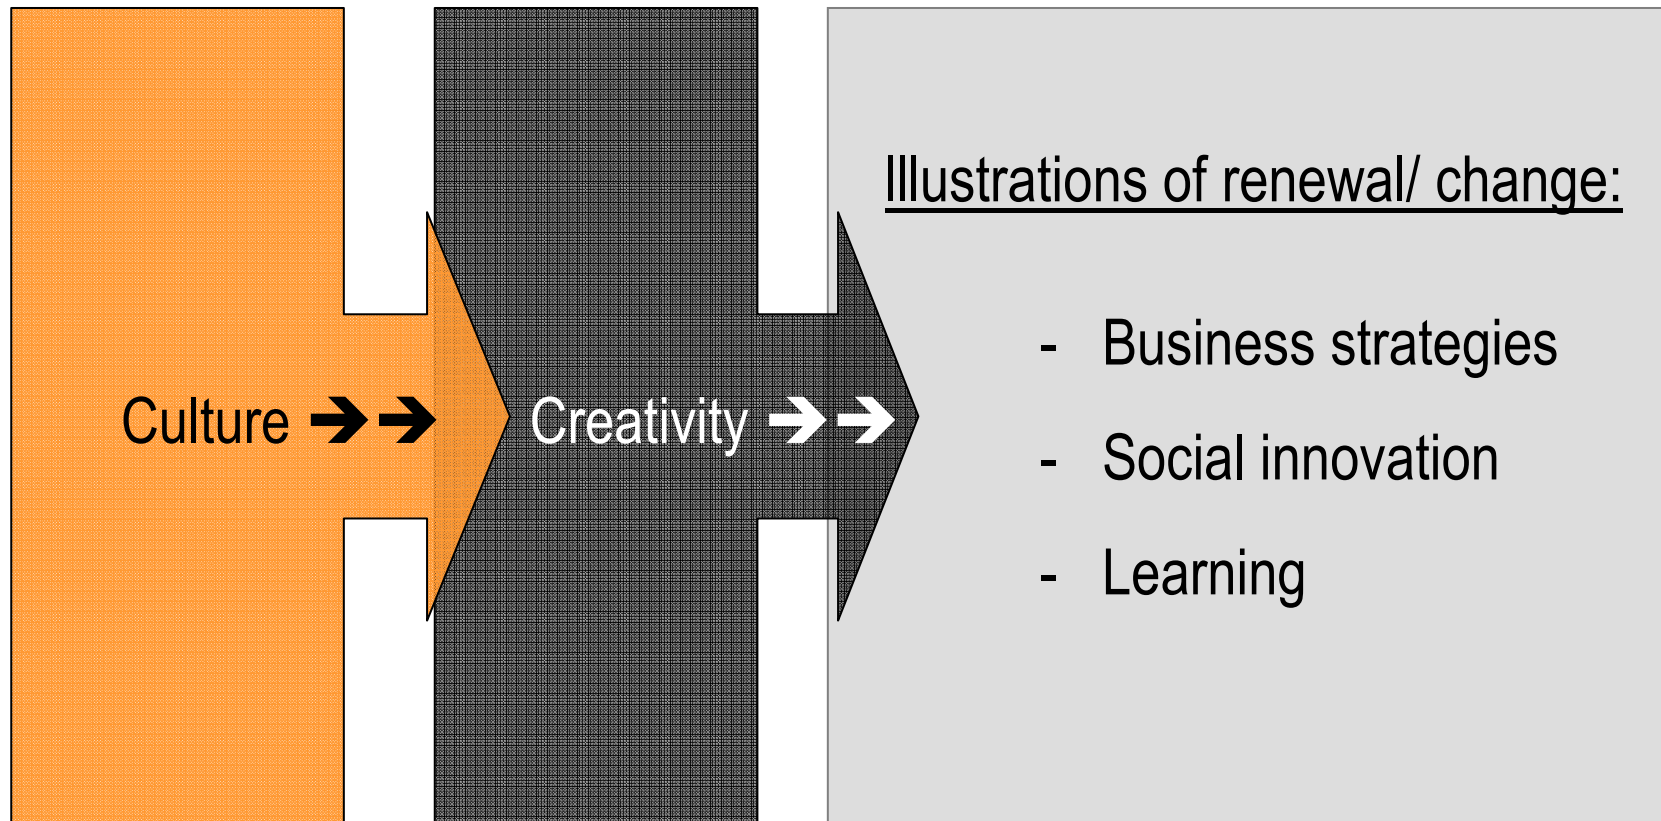 Illustrations of renewal/ change:
- Business strategies
Culture ➔➔ Creativity ➔➔
- Social innovation
- Learning